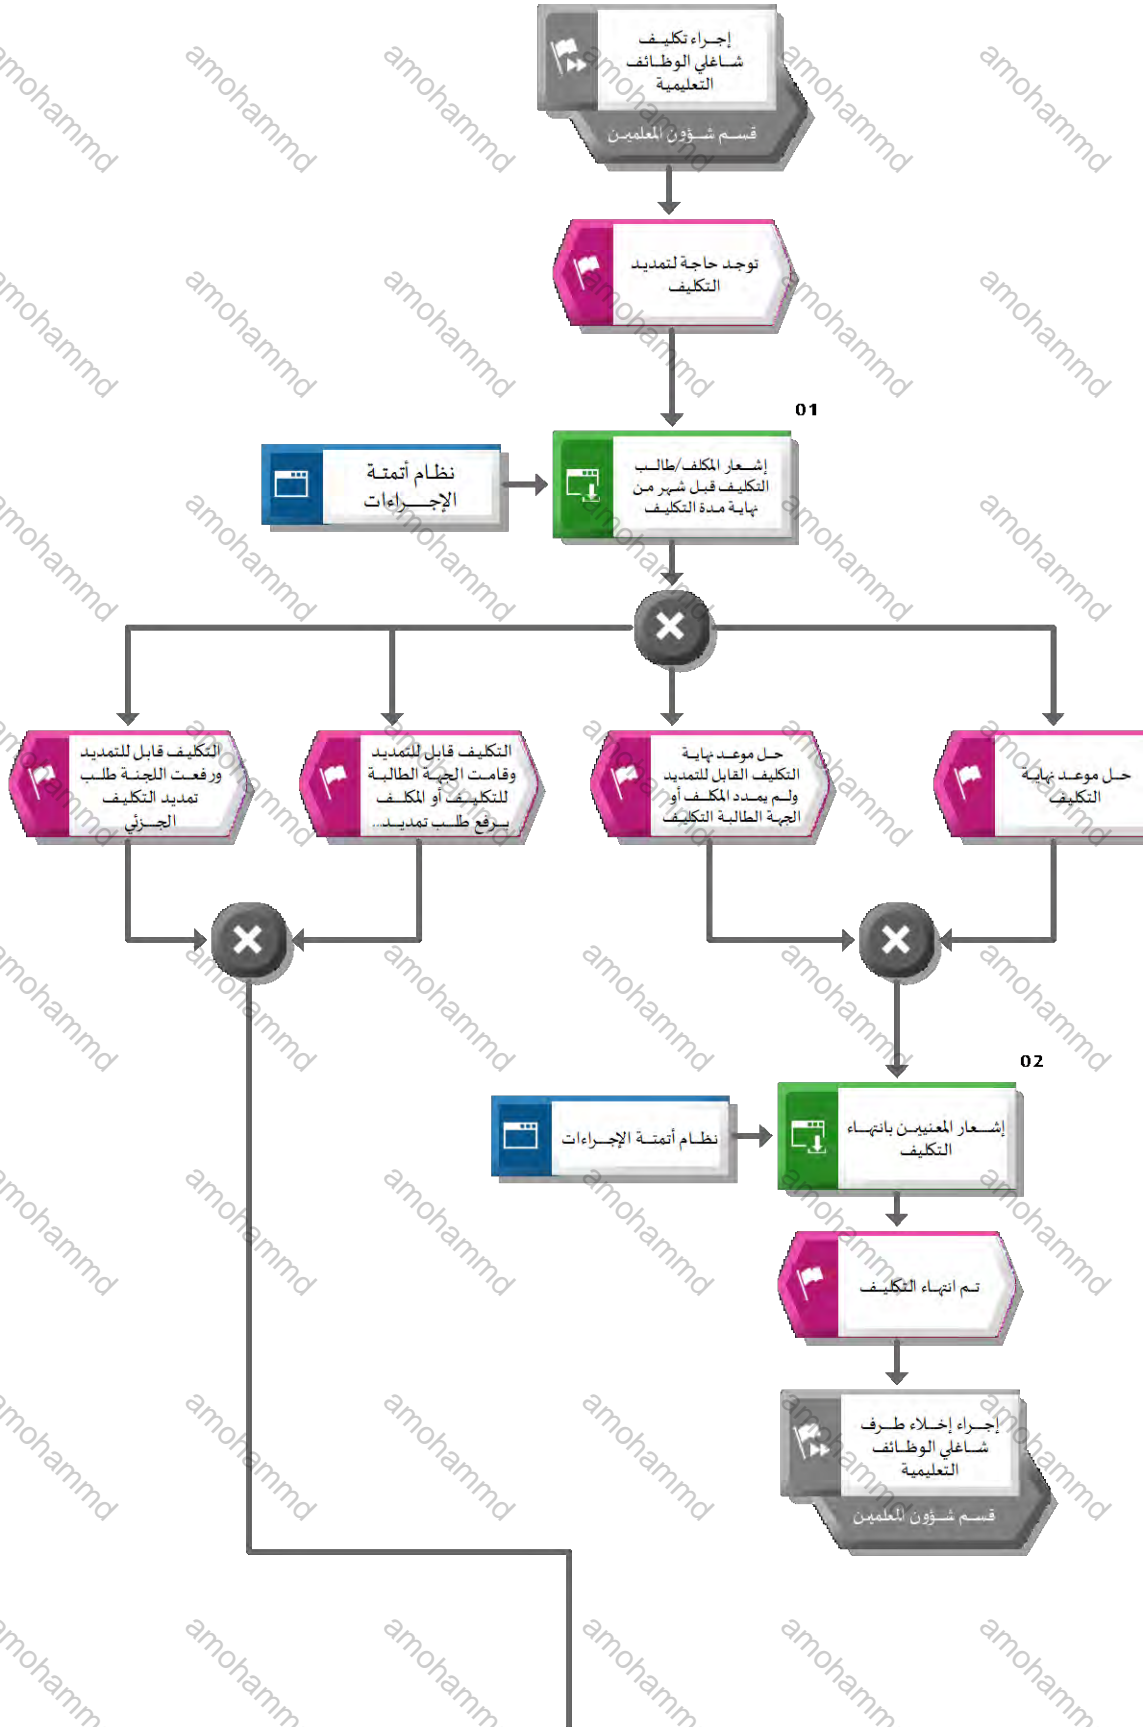 إجراء تكليف
شاغلي الوظائف
التعليمية
قسم شؤون المعلمين
توجد حاجة لتمديد
التكليف
01
إشعار المكلف/طالب
التكليف قبل شهر من
نهاية مدة التكليف
نظام أتمتة
الإجراءات
حل موعد نهاية
التكليف
حل موعد نهاية
التكليف القابل للتمديد
ولم يمدد المكلف أو
الجهة الطالبة التكليف
التكليف قابل للتمديد
وقامت الجهة الطالبة
للتكليف أو المكلف
برفع طلب تمديد...
التكليف قابل للتمديد
ورفعت اللجنة طلب
تمديد التكليف
الجزئي
02
إشعار المعنيين بانتهاء
التكليف
نظام أتمتة الإجراءات
تم انتهاء التكليف
إجراء إخلاء طرف
شاغلي الوظائف
التعليمية
قسم شؤون المعلمين
amohammd